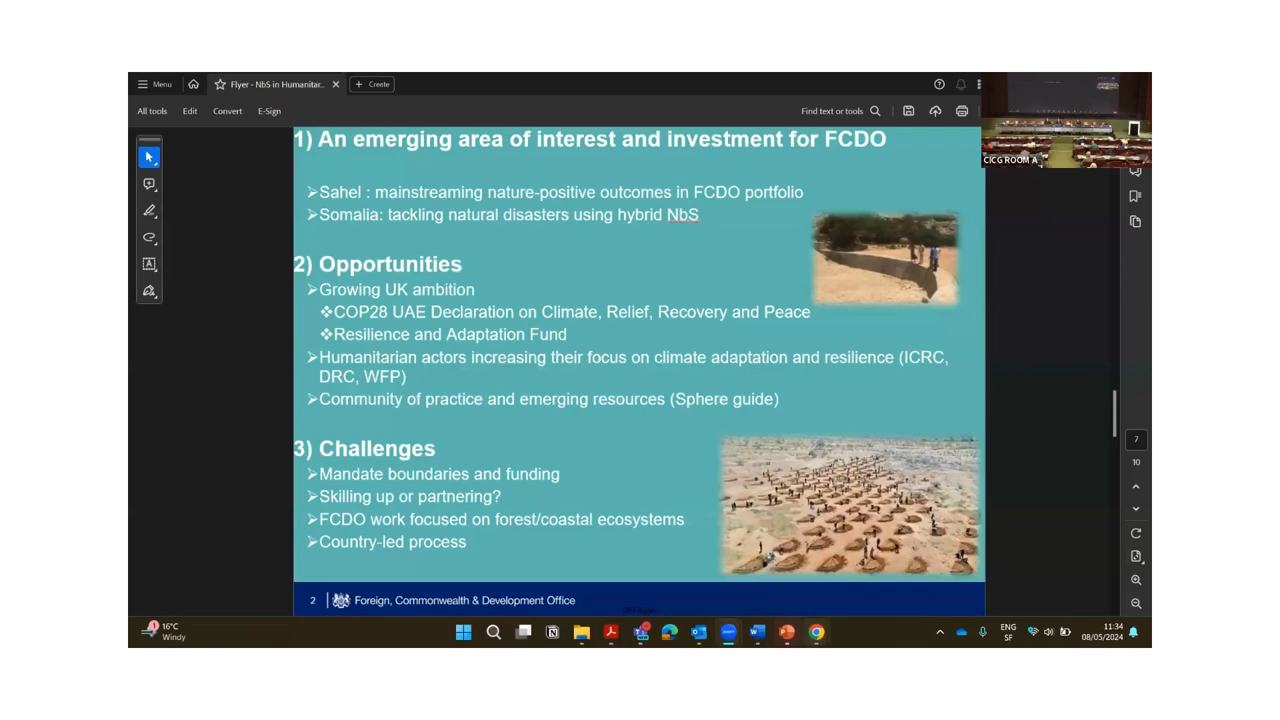 Menu
Flyer - NbS in Humanitar..
Create
All tools
Edit
Convert
E-Sign
Find text or tools
CICG ROOM A
1) An emerging area of interest and investment for FCDO
➢Sahel : mainstreaming nature-positive outcomes in FCDO portfolio
➢Somalia: tackling natural disasters using hybrid NbS
2) Opportunities
➢Growing UK ambition
❖COP28 UAE Declaration on Climate, Relief, Recovery and Peace
❖Resilience and Adaptation Fund
➢Humanitarian actors increasing their focus on climate adaptation and resilience (ICRC,
DRC, WFP)
➢Community of practice and emerging resources (Sphere guide)
3) Challenges
➢Mandate boundaries and funding
➢Skilling up or partnering?
➢FCDO work focused on forest/coastal ecosystems
➢Country-led process
7
10
2 | Foreign, Commonwealth & Development Office
1
16°C
Windy
ENG
SF
11:34
08/05/2024